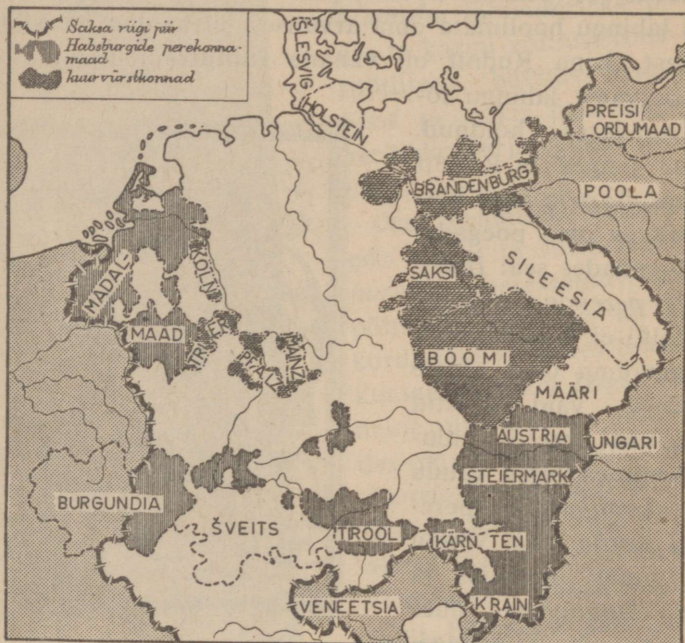 Saksa riigi piir
Habsburgide perekonna-
maad
kuurvürstkonnad
ŠLESVIG
HOLSTEIN
PREISI
ORDUMAAD
BRANDENBURG
POOLA
MADAL-
MAAD
KÖLN
TRIER
PFALZ
MAINZ
SAKSI
SILEESIA
BÖÖMI
MÄÄRI
AUSTRIA
UNGARI
STEIERMARK
BURGUNDIA
ŠVEITS
TIROOL
KÄRNTEN
VENEETSIA
KRAIN